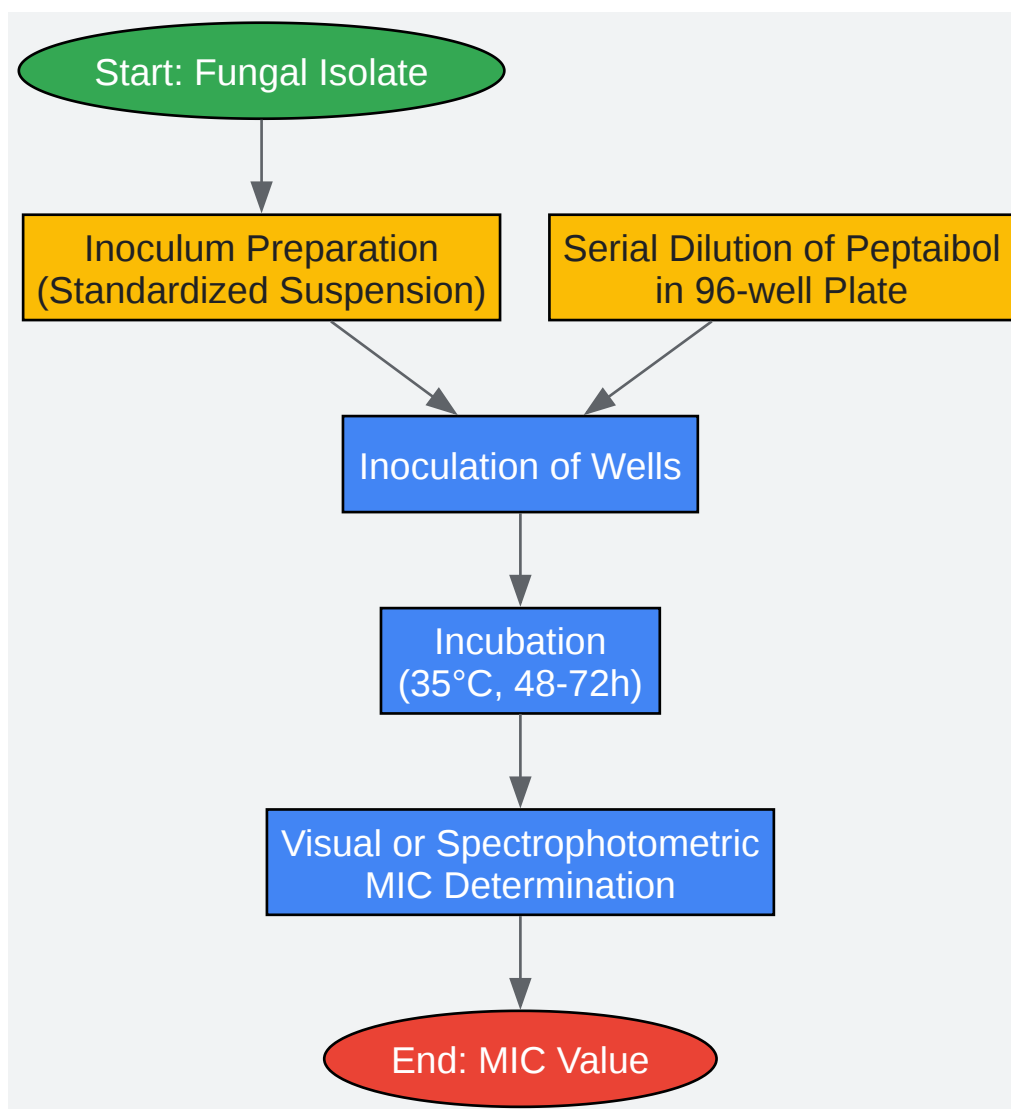 Start: Fungal Isolate
Inoculum Preparation
(Standardized Suspension)
Serial Dilution of Peptaibol
in 96-well Plate
Inoculation of Wells
Incubation
(35°C, 48-72h)
Visual or Spectrophotometric
MIC Determination
End: MIC Value